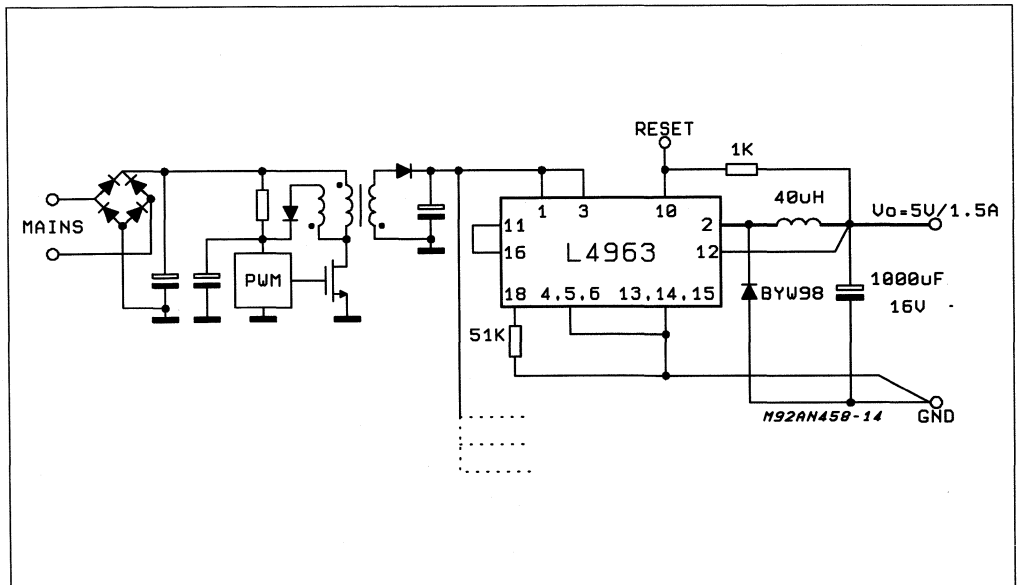 RESET
1K
40uH
Vo=5V/1.5A
MAINS
1 3 10
11
2
16
L4963
12
PWM
18 4,5,6 13,14,15
BYW98
1000uF
16V
51K
M92AN458-14
GND